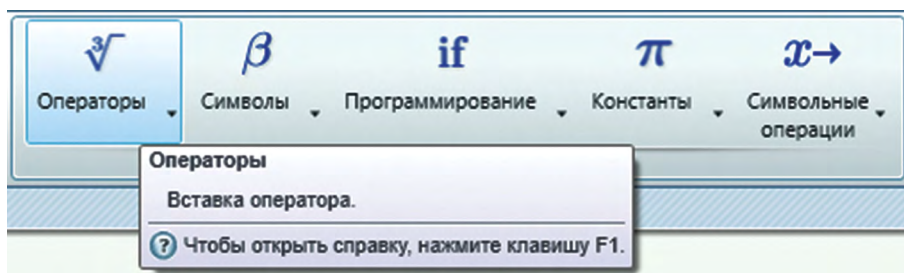 ∛ β if π x→
Операторы Символы Программирование Константы Символьные
операции
Операторы
Вставка оператора.
? Чтобы открыть справку, нажмите клавишу F1.